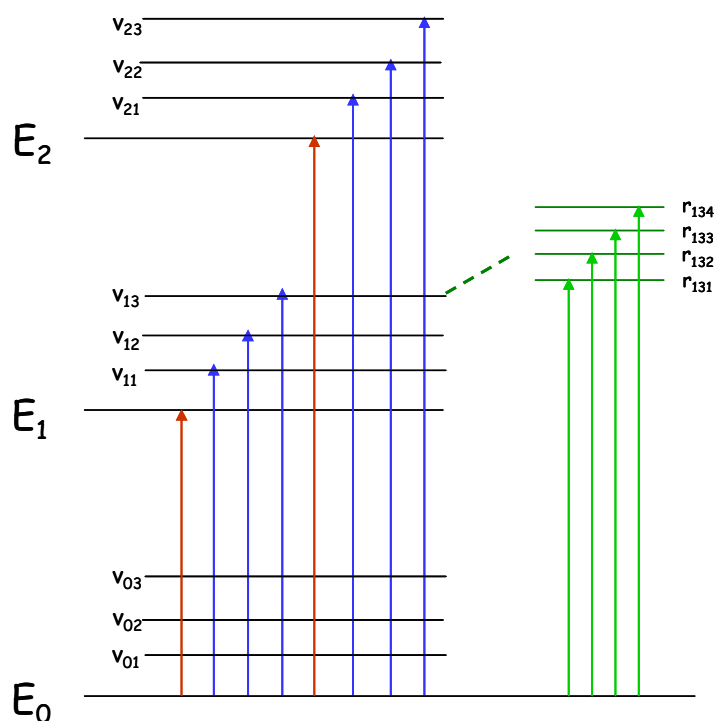 v₂₃
v₂₂
v₂₁
E₂
r₁₃₄
r₁₃₃
r₁₃₂
r₁₃₁
v₁₃
v₁₂
v₁₁
E₁
v₀₃
v₀₂
v₀₁
E₀